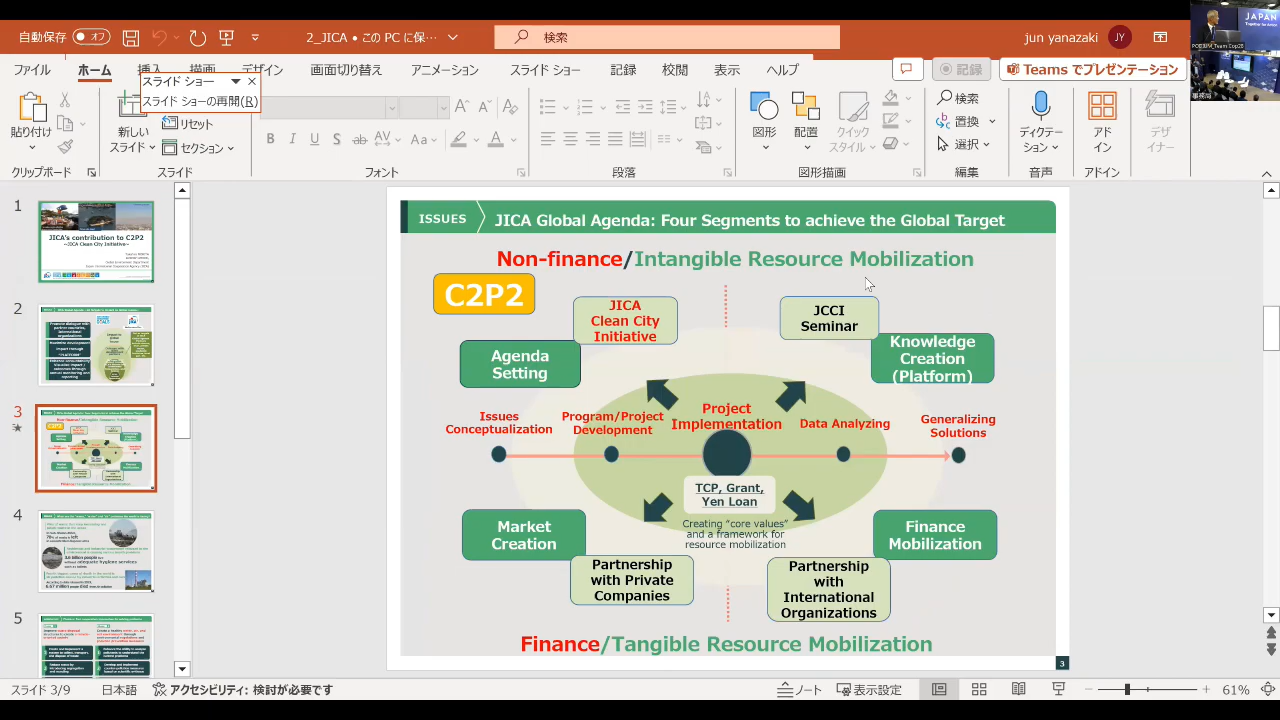 自動保存 オフ
2_JICA • この PC に保...
検索
jun yanazaki
JY
JAPAN
ファイル
ホーム
挿入
描画
デザイン
画面切り替え
アニメーション
スライド ショー
記録
校閲
表示
ヘルプ
記録
Teams でプレゼンテーション
スライド ショー
スライド ショーの再開(R)
貼り付け
新しい
スライド
リセット
セクション
図形
配置
クイック
スタイル
検索
置換
選択
ディクテー
ション
アド
イン
デザ
イナー
クリップボード
スライド
フォント
段落
図形描画
編集
音声
アドイン
1
JICA's contribution to C2P2
~JICA Clean City Initiative~
2
3
5
ISSUES
JICA Global Agenda: Four Segments to achieve the Global Target
Non-finance/Intangible Resource Mobilization
C2P2
JICA
Clean City
Initiative
JCCI
Seminar
Agenda
Setting
Knowledge
Creation
(Platform)
Issues
Conceptualization
Program/Project
Development
Project
Implementation
Data Analyzing
Generalizing
Solutions
TCP, Grant,
Yen Loan
Creating "core values"
and a framework for
resource mobilization
Market
Creation
Finance
Mobilization
Partnership
with Private
Companies
Partnership
with
International
Organizations
Finance/Tangible Resource Mobilization
3
スライド 3/9
日本語
アクセシビリティ: 検討が必要です
ノート
表示設定
61%